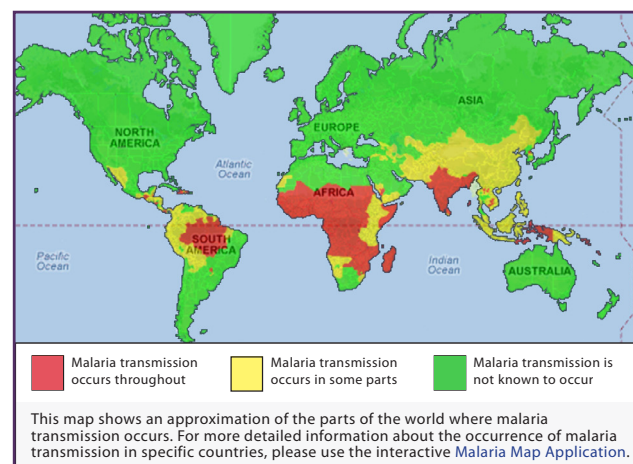 NORTH
AMERICA
Atlantic
Ocean
EUROPE
ASIA
AFRICA
Pacific
Ocean
SOUTH
AMERICA
Indian
Ocean
AUSTRALIA
Malaria transmission
occurs throughout
Malaria transmission
occurs in some parts
Malaria transmission is
not known to occur
This map shows an approximation of the parts of the world where malaria
transmission occurs. For more detailed information about the occurrence of malaria
transmission in specific countries, please use the interactive Malaria Map Application.